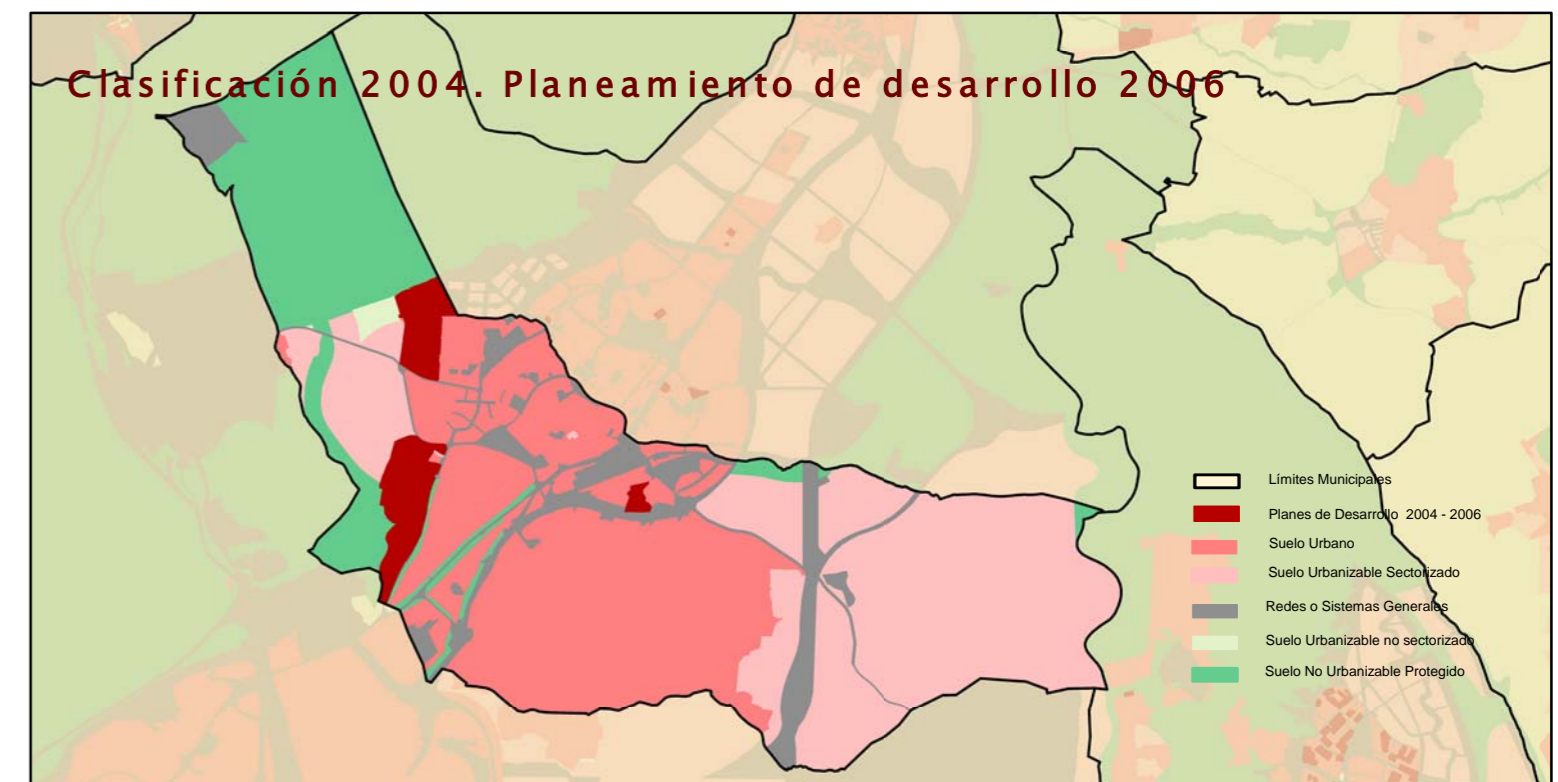 Clasificación 2004. Planeamiento de desarrollo 2006
Límites Municipales
Planes de Desarrollo 2004 - 2006
Suelo Urbano
Suelo Urbanizable Sectorizado
Redes o Sistemas Generales
Suelo Urbanizable no sectorizado
Suelo No Urbanizable Protegido